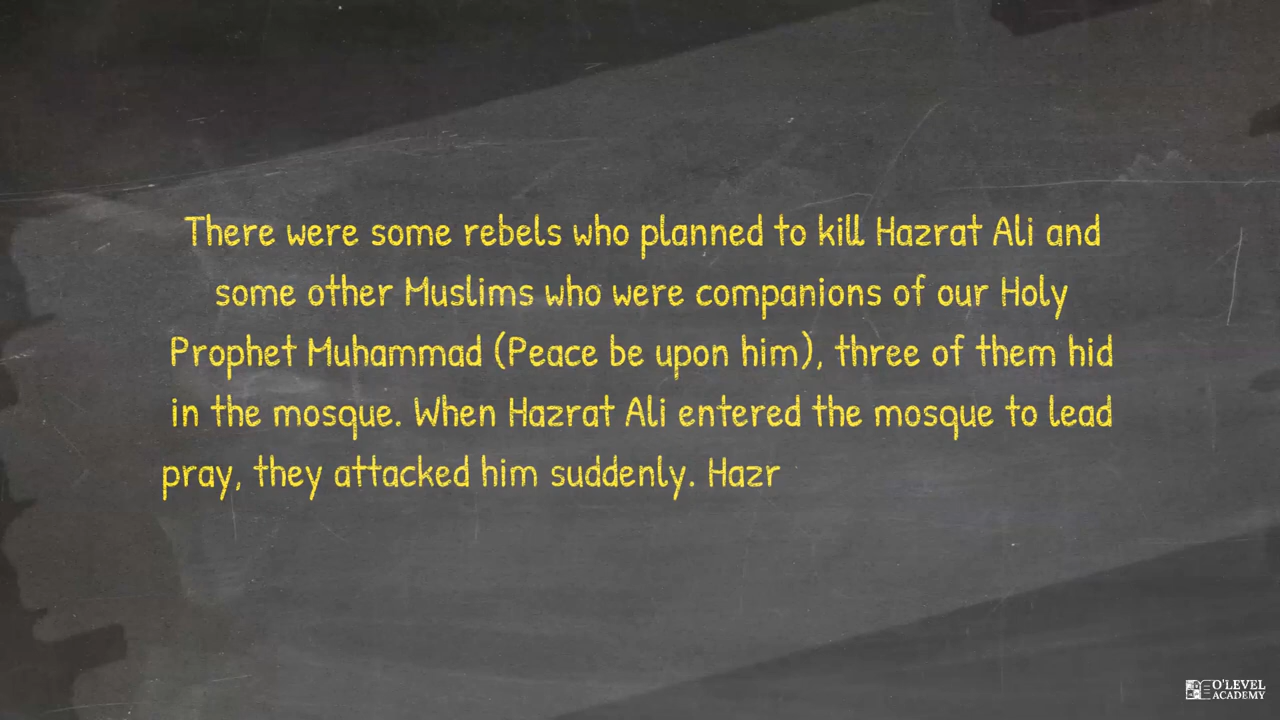 There were some rebels who planned to kill Hazrat Ali and
some other Muslims who were companions of our Holy
Prophet Muhammad (Peace be upon him), three of them hid
in the mosque. When Hazrat Ali entered the mosque to lead
pray, they attacked him suddenly. Hazr
O'LEVEL
ACADEMY